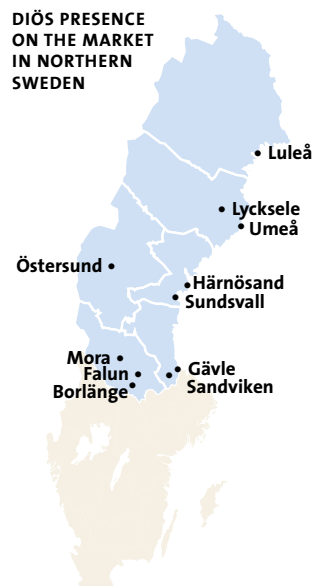 DIÖS PRESENCE
ON THE MARKET
IN NORTHERN
SWEDEN
Luleå
Lycksele
Umeå
Östersund
Härnösand
Sundsvall
Mora
Falun
Borlänge
Gävle
Sandviken